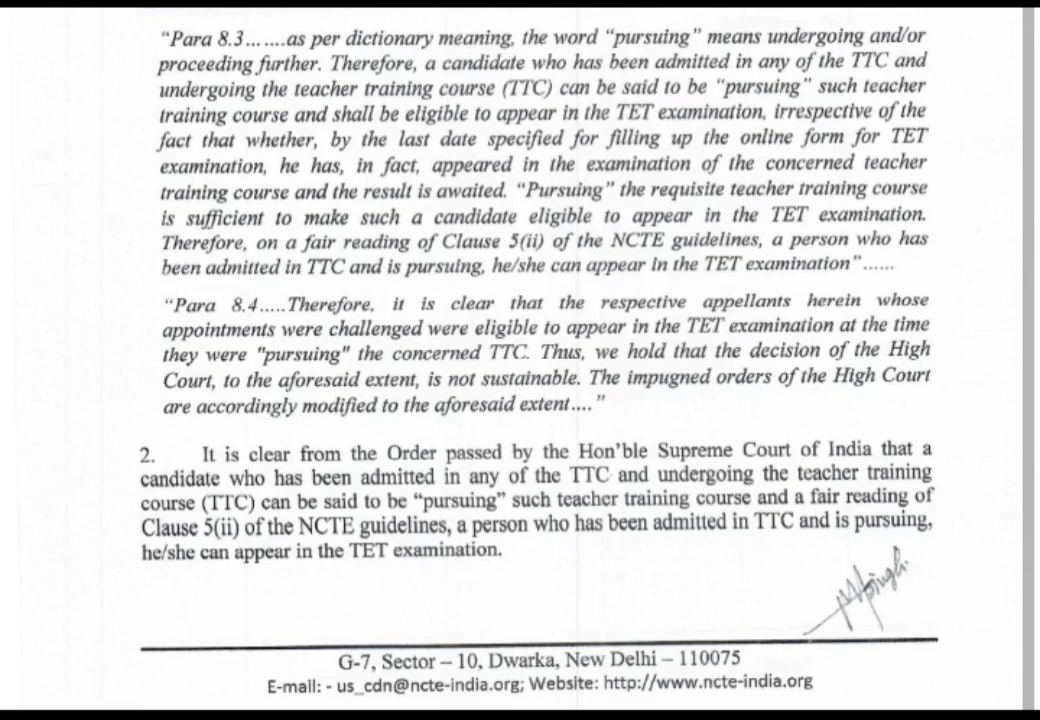 “Para 8.3… ….as per dictionary meaning, the word “pursuing” means undergoing and/or
proceeding further. Therefore, a candidate who has been admitted in any of the TTC and
undergoing the teacher training course (TTC) can be said to be “pursuing” such teacher
training course and shall be eligible to appear in the TET examination, irrespective of the
fact that whether, by the last date specified for filling up the online form for TET
examination, he has, in fact, appeared in the examination of the concerned teacher
training course and the result is awaited. “Pursuing” the requisite teacher training course
is sufficient to make such a candidate eligible to appear in the TET examination.
Therefore, on a fair reading of Clause 5(ii) of the NCTE guidelines, a person who has
been admitted in TTC and is pursuing, he/she can appear in the TET examination”……
“Para 8.4…..Therefore, it is clear that the respective appellants herein whose
appointments were challenged were eligible to appear in the TET examination at the time
they were "pursuing" the concerned TTC. Thus, we hold that the decision of the High
Court, to the aforesaid extent, is not sustainable. The impugned orders of the High Court
are accordingly modified to the aforesaid extent….”
2. It is clear from the Order passed by the Hon’ble Supreme Court of India that a
candidate who has been admitted in any of the TTC and undergoing the teacher training
course (TTC) can be said to be “pursuing” such teacher training course and a fair reading of
Clause 5(ii) of the NCTE guidelines, a person who has been admitted in TTC and is pursuing,
he/she can appear in the TET examination.
G-7, Sector – 10, Dwarka, New Delhi – 110075
E-mail: - us_cdn@ncte-india.org; Website: http://www.ncte-india.org